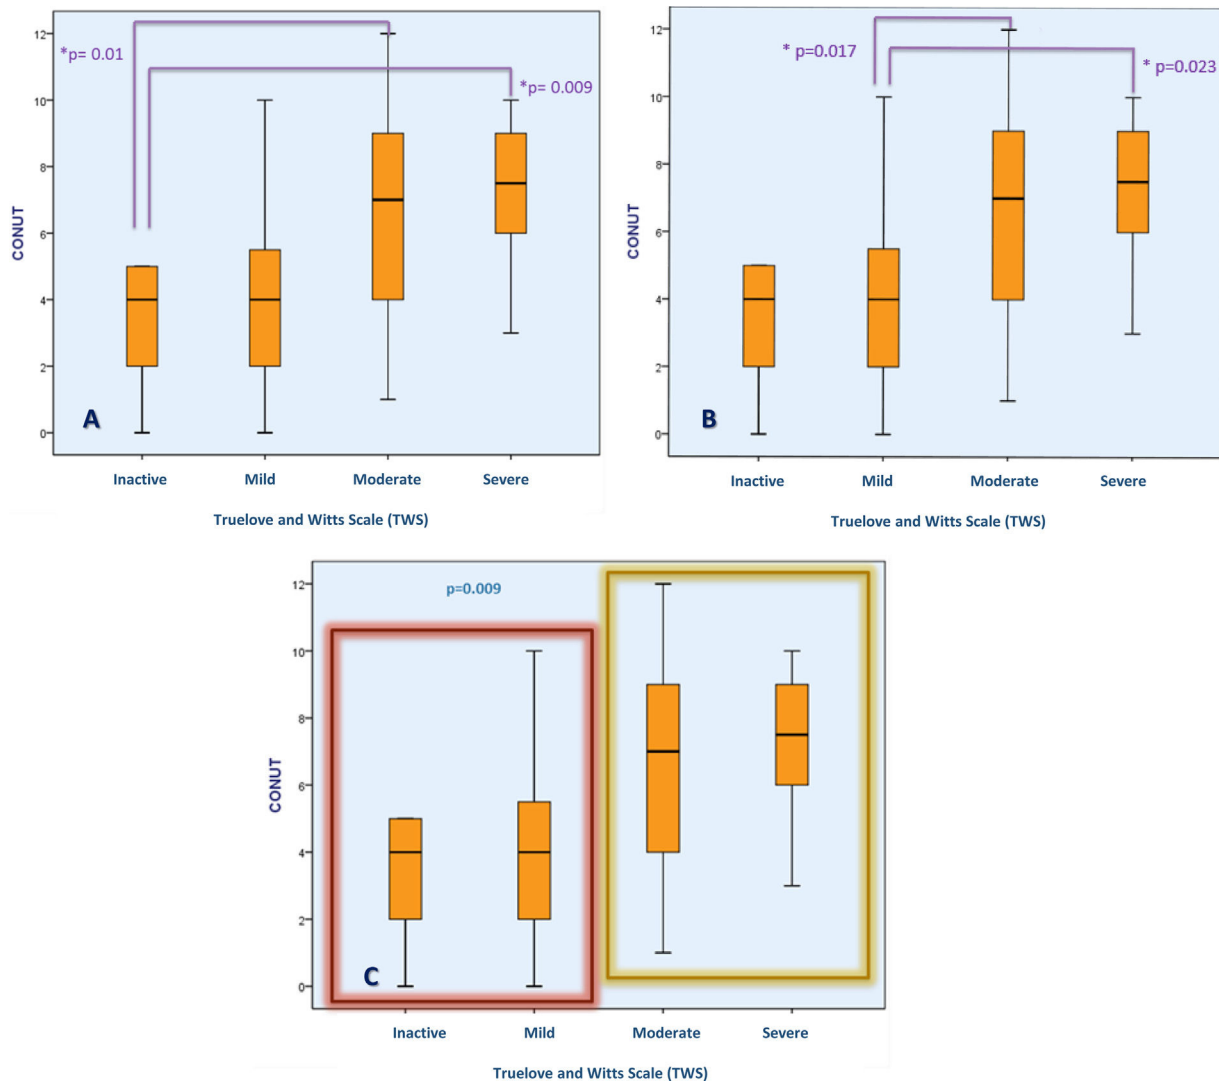 12
*p= 0.01
10
*p= 0.009
8
6
CONUT
4
2
0
A
Inactive Mild Moderate Severe
Truelove and Witts Scale (TWS)
12
* p=0.017
* p=0.023
10
8
6
CONUT
4
2
0
B
Inactive Mild Moderate Severe
Truelove and Witts Scale (TWS)
12
p=0.009
10
8
6
CONUT
4
2
0
C
Inactive Mild Moderate Severe
Truelove and Witts Scale (TWS)